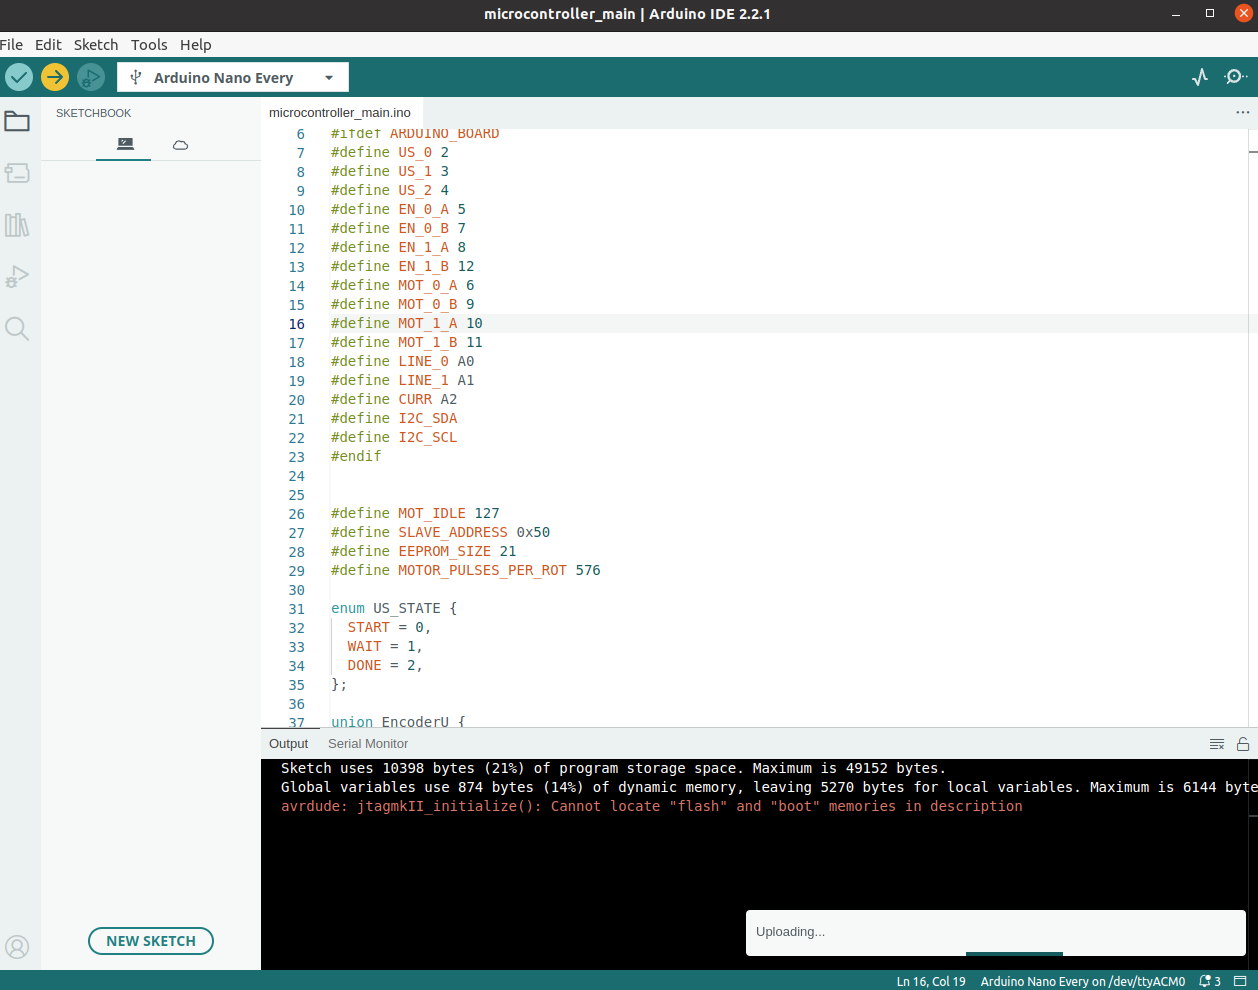 microcontroller_main | Arduino IDE 2.2.1
File Edit Sketch Tools Help
Arduino Nano Every
SKETCHBOOK
microcontroller_main.ino
6 #ifdef ARDUINO_BOARD
7 #define US_0 2
8 #define US_1 3
9 #define US_2 4
10 #define EN_0_A 5
11 #define EN_0_B 7
12 #define EN_1_A 8
13 #define EN_1_B 12
14 #define MOT_0_A 6
15 #define MOT_0_B 9
16 #define MOT_1_A 10
17 #define MOT_1_B 11
18 #define LINE_0 A0
19 #define LINE_1 A1
20 #define CURR A2
21 #define I2C_SDA
22 #define I2C_SCL
23 #endif
24
25
26 #define MOT_IDLE 127
27 #define SLAVE_ADDRESS 0x50
28 #define EEPROM_SIZE 21
29 #define MOTOR_PULSES_PER_ROT 576
30
31 enum US_STATE {
32 START = 0,
33 WAIT = 1,
34 DONE = 2,
35 };
36
37 union EncoderU {
Output Serial Monitor
Sketch uses 10398 bytes (21%) of program storage space. Maximum is 49152 bytes.
Global variables use 874 bytes (14%) of dynamic memory, leaving 5270 bytes for local variables. Maximum is 6144 byte
avrdude: jtagmkII_initialize(): Cannot locate "flash" and "boot" memories in description
Uploading...
NEW SKETCH
Ln 16, Col 19 Arduino Nano Every on /dev/ttyACM0 3